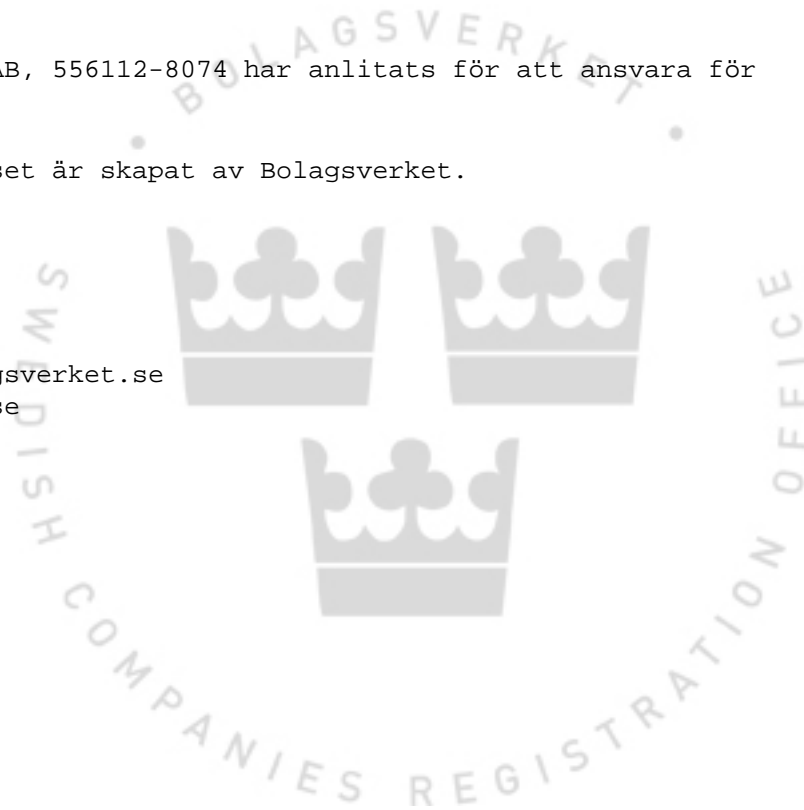 BOLAGSVERKET
AB, 556112-8074 har anlitats för att ansvara för
set är skapat av Bolagsverket.
gsverket.se
se
SWEDISH COMPANIES REGISTRATION OFFICE